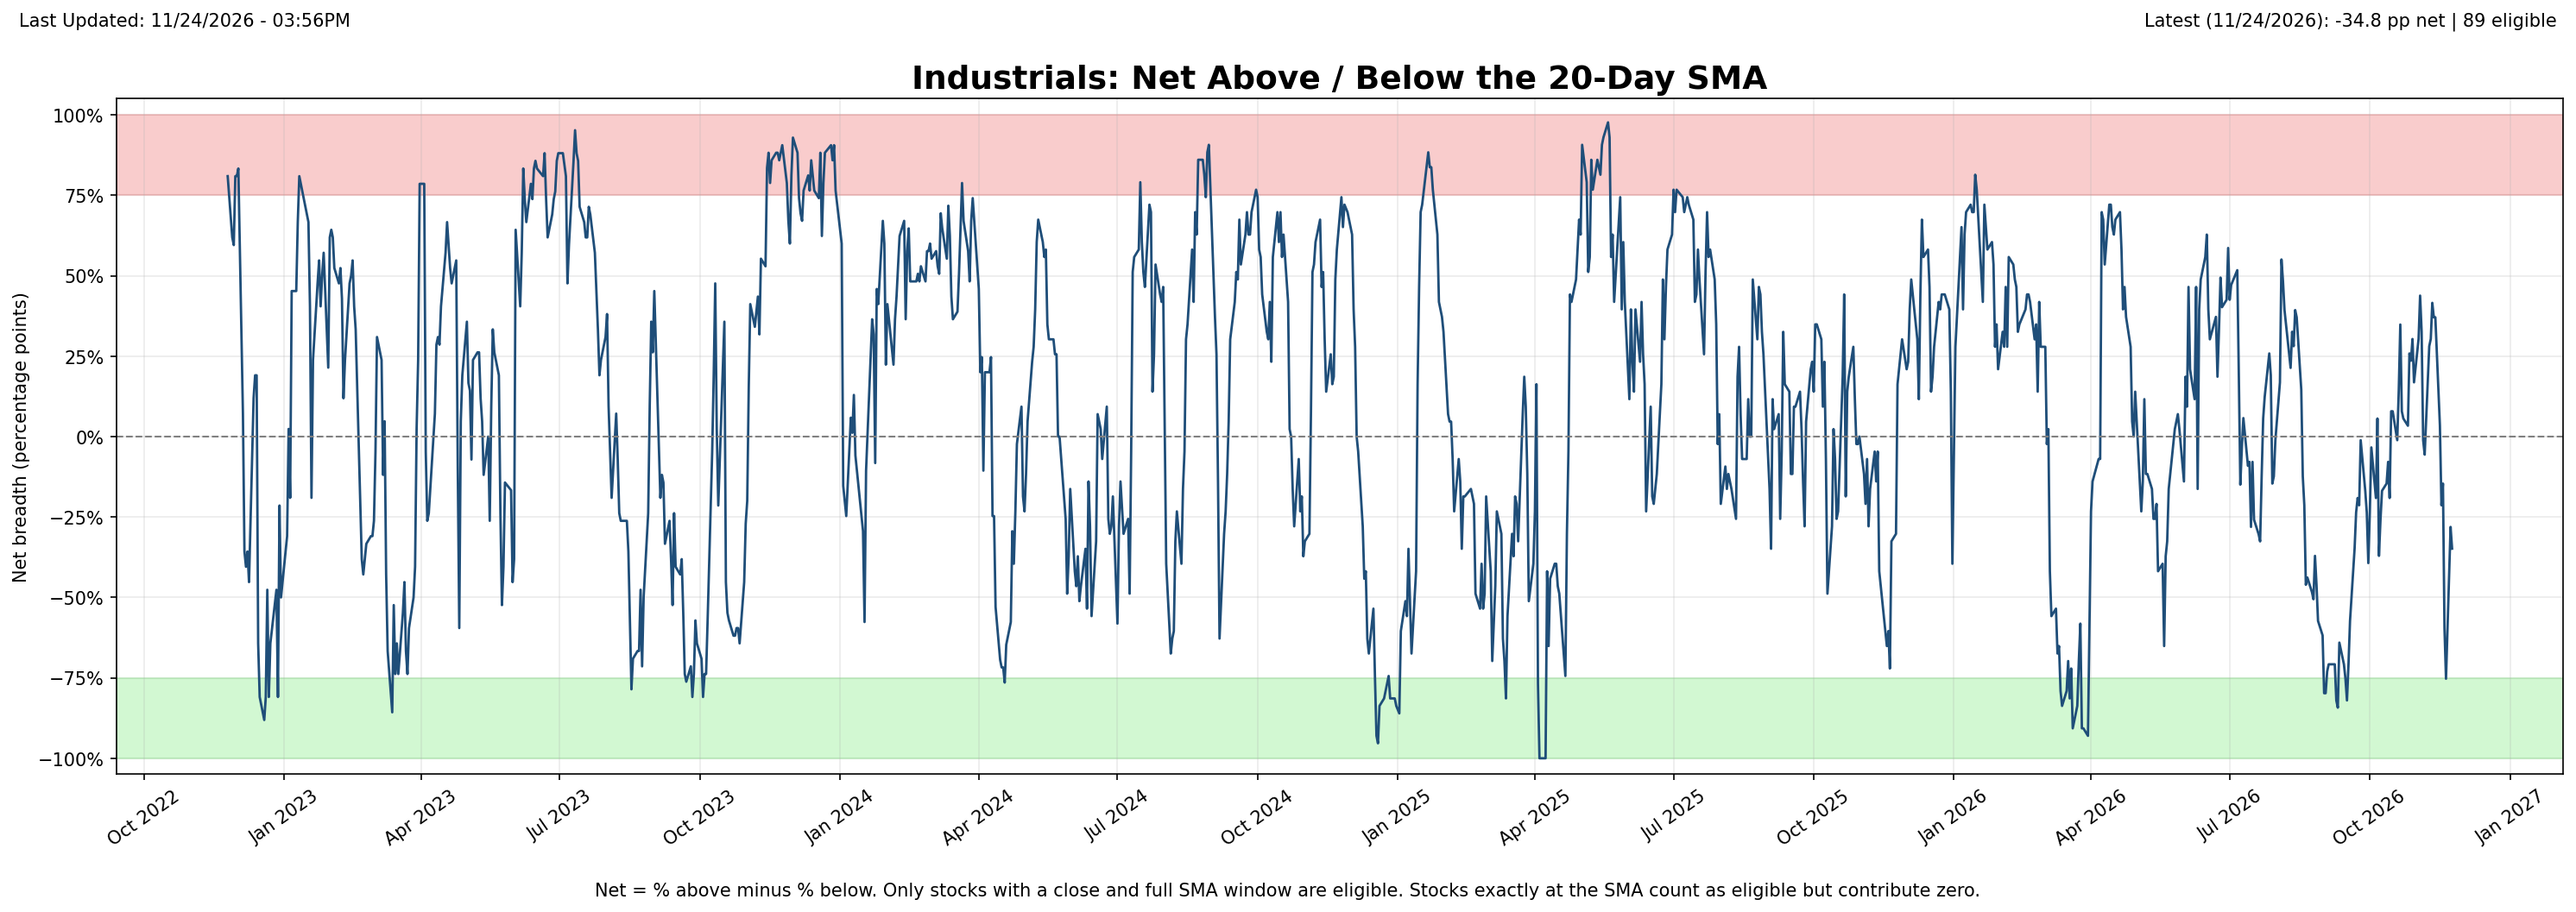 Last Updated: 11/24/2026 - 03:56PM
Latest (11/24/2026): -34.8 pp net | 89 eligible
Industrials: Net Above / Below the 20-Day SMA
Net breadth (percentage points)
100%
75%
50%
25%
0%
−25%
−50%
−75%
−100%
Oct 2022
Jan 2023
Apr 2023
Jul 2023
Oct 2023
Jan 2024
Apr 2024
Jul 2024
Oct 2024
Jan 2025
Apr 2025
Jul 2025
Oct 2025
Jan 2026
Apr 2026
Jul 2026
Oct 2026
Jan 2027
Net = % above minus % below. Only stocks with a close and full SMA window are eligible. Stocks exactly at the SMA count as eligible but contribute zero.